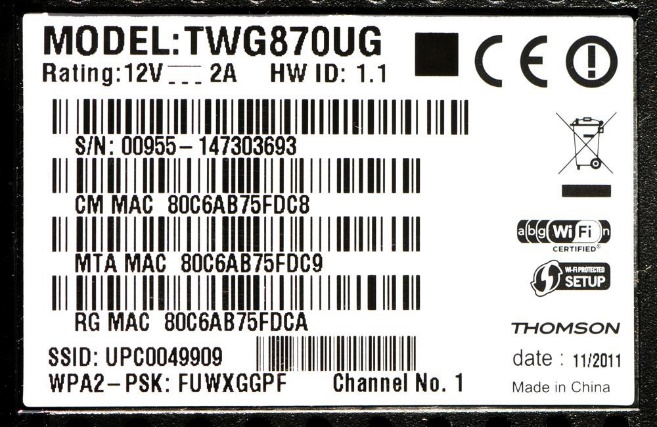 MODEL:TWG870UG
Rating:12V 2A HW ID: 1.1
CE
S/N: 00955-147303693
CM MAC 80C6AB75FDC8
MTA MAC 80C6AB75FDC9
RG MAC 80C6AB75FDCA
SSID: UPC0049909
WPA2-PSK: FUWXGGPF Channel No. 1
abg WiFi n
CERTIFIED®
WI-FI PROTECTED
SETUP
THOMSON
date : 11/2011
Made in China